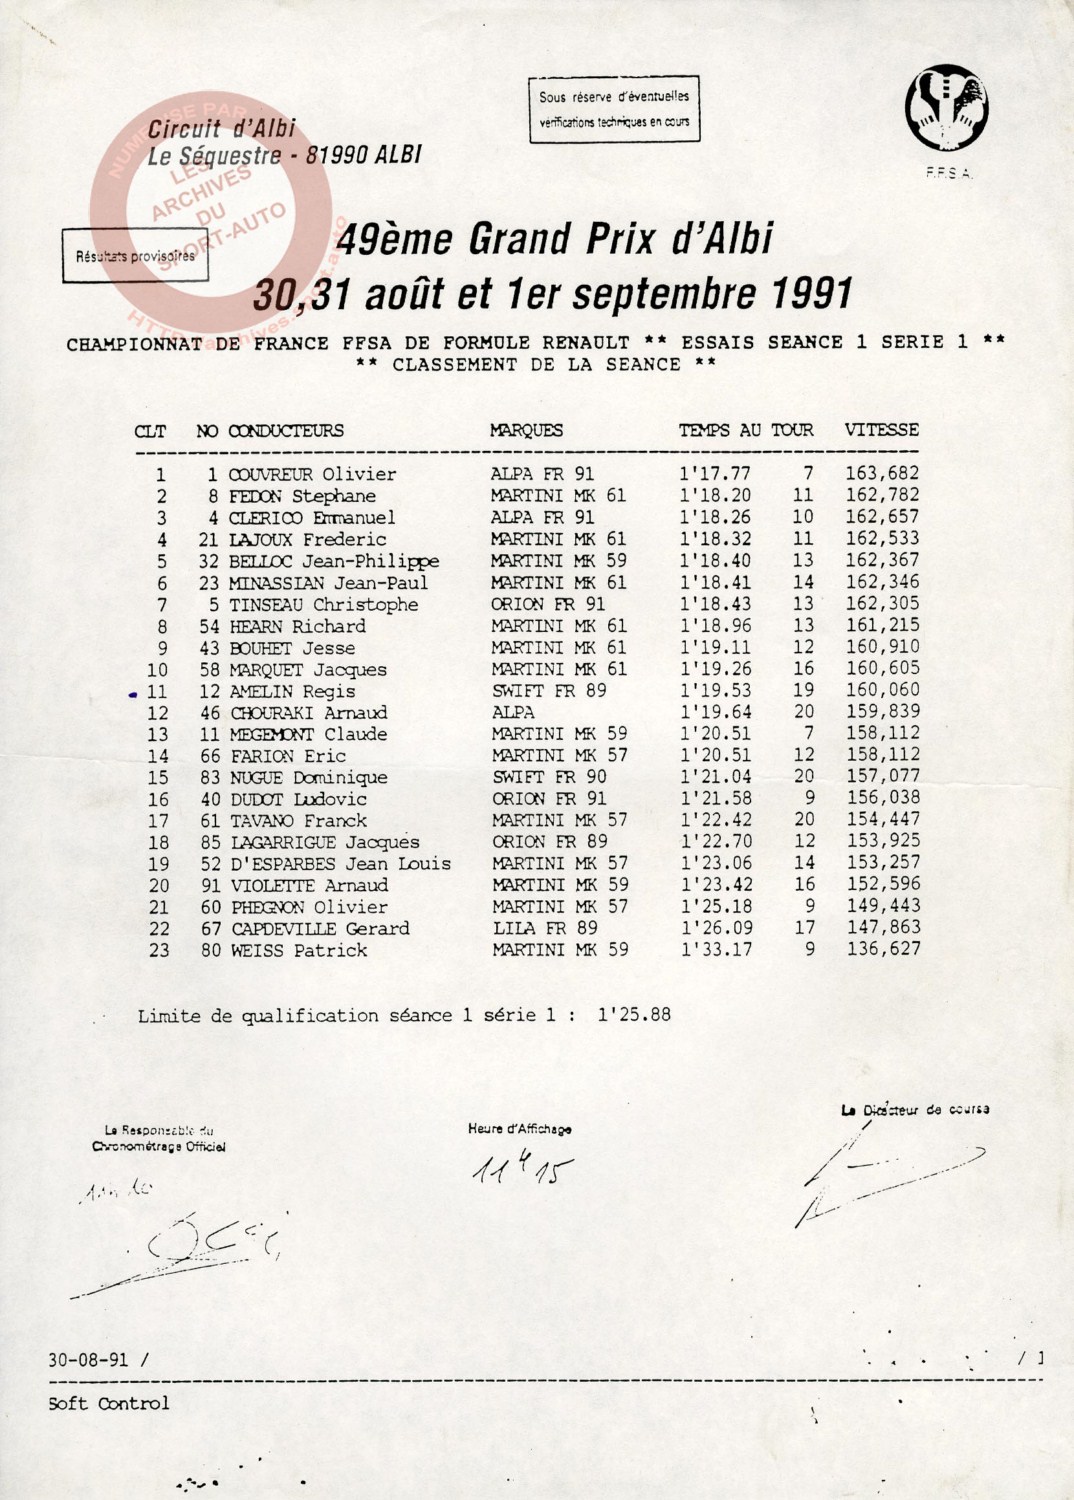 Circuit d'Albi
Le Séquestre - 81990 ALBI
Sous réserve d'éventuelles
vérifications techniques en cours
F.F.S.A.
NUMERISE PAR
LES
ARCHIVES
DU
SPORT-AUTO
Résultats provisoires
49ème Grand Prix d'Albi
30,31 août et 1er septembre 1991
CHAMPIONNAT DE FRANCE FFSA DE FORMULE RENAULT ** ESSAIS SEANCE 1 SERIE 1 **
** CLASSEMENT DE LA SEANCE **
CLT NO CONDUCTEURS MARQUES TEMPS AU TOUR VITESSE
1 1 COUVREUR Olivier ALPA FR 91 1'17.77 7 163,682
2 8 FEDON Stephane MARTINI MK 61 1'18.20 11 162,782
3 4 CLERICO Emmanuel ALPA FR 91 1'18.26 10 162,657
4 21 LAJOUX Frederic MARTINI MK 61 1'18.32 11 162,533
5 32 BELLOC Jean-Philippe MARTINI MK 59 1'18.40 13 162,367
6 23 MINASSIAN Jean-Paul MARTINI MK 61 1'18.41 14 162,346
7 5 TINSEAU Christophe ORION FR 91 1'18.43 13 162,305
8 54 HEARN Richard MARTINI MK 61 1'18.96 13 161,215
9 43 BOUHET Jesse MARTINI MK 61 1'19.11 12 160,910
10 58 MARQUET Jacques MARTINI MK 61 1'19.26 16 160,605
11 12 AMELIN Regis SWIFT FR 89 1'19.53 19 160,060
12 46 CHOURAKI Arnaud ALPA 1'19.64 20 159,839
13 11 MEGEMONT Claude MARTINI MK 59 1'20.51 7 158,112
14 66 FARION Eric MARTINI MK 57 1'20.51 12 158,112
15 83 NUGUE Dominique SWIFT FR 90 1'21.04 20 157,077
16 40 DUDOT Ludovic ORION FR 91 1'21.58 9 156,038
17 61 TAVANO Franck MARTINI MK 57 1'22.42 20 154,447
18 85 LAGARRIGUE Jacques ORION FR 89 1'22.70 12 153,925
19 52 D'ESPARBES Jean Louis MARTINI MK 57 1'23.06 14 153,257
20 91 VIOLETTE Arnaud MARTINI MK 59 1'23.42 16 152,596
21 60 PHEGNON Olivier MARTINI MK 57 1'25.18 9 149,443
22 67 CAPDEVILLE Gerard LILA FR 89 1'26.09 17 147,863
23 80 WEISS Patrick MARTINI MK 59 1'33.17 9 136,627
Limite de qualification séance 1 série 1 : 1'25.88
Le Responsable du
Chronométrage Officiel
Heure d'Affichage
11H15
Le Directeur de course
30-08-91 / / 1
Soft Control